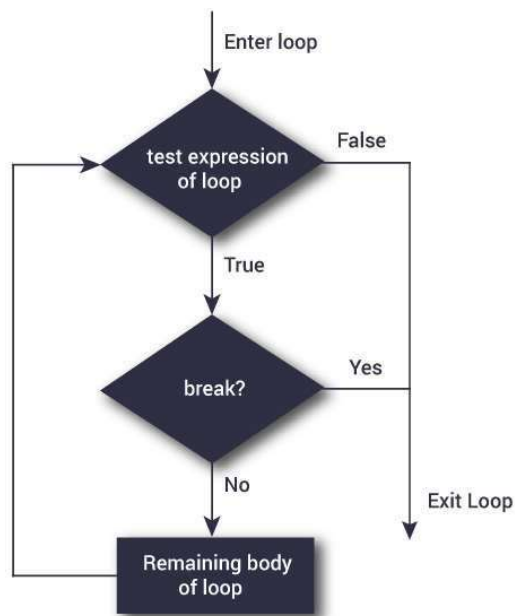 Enter loop
test expression
of loop
False
True
break?
Yes
No
Exit Loop
Remaining body
of loop